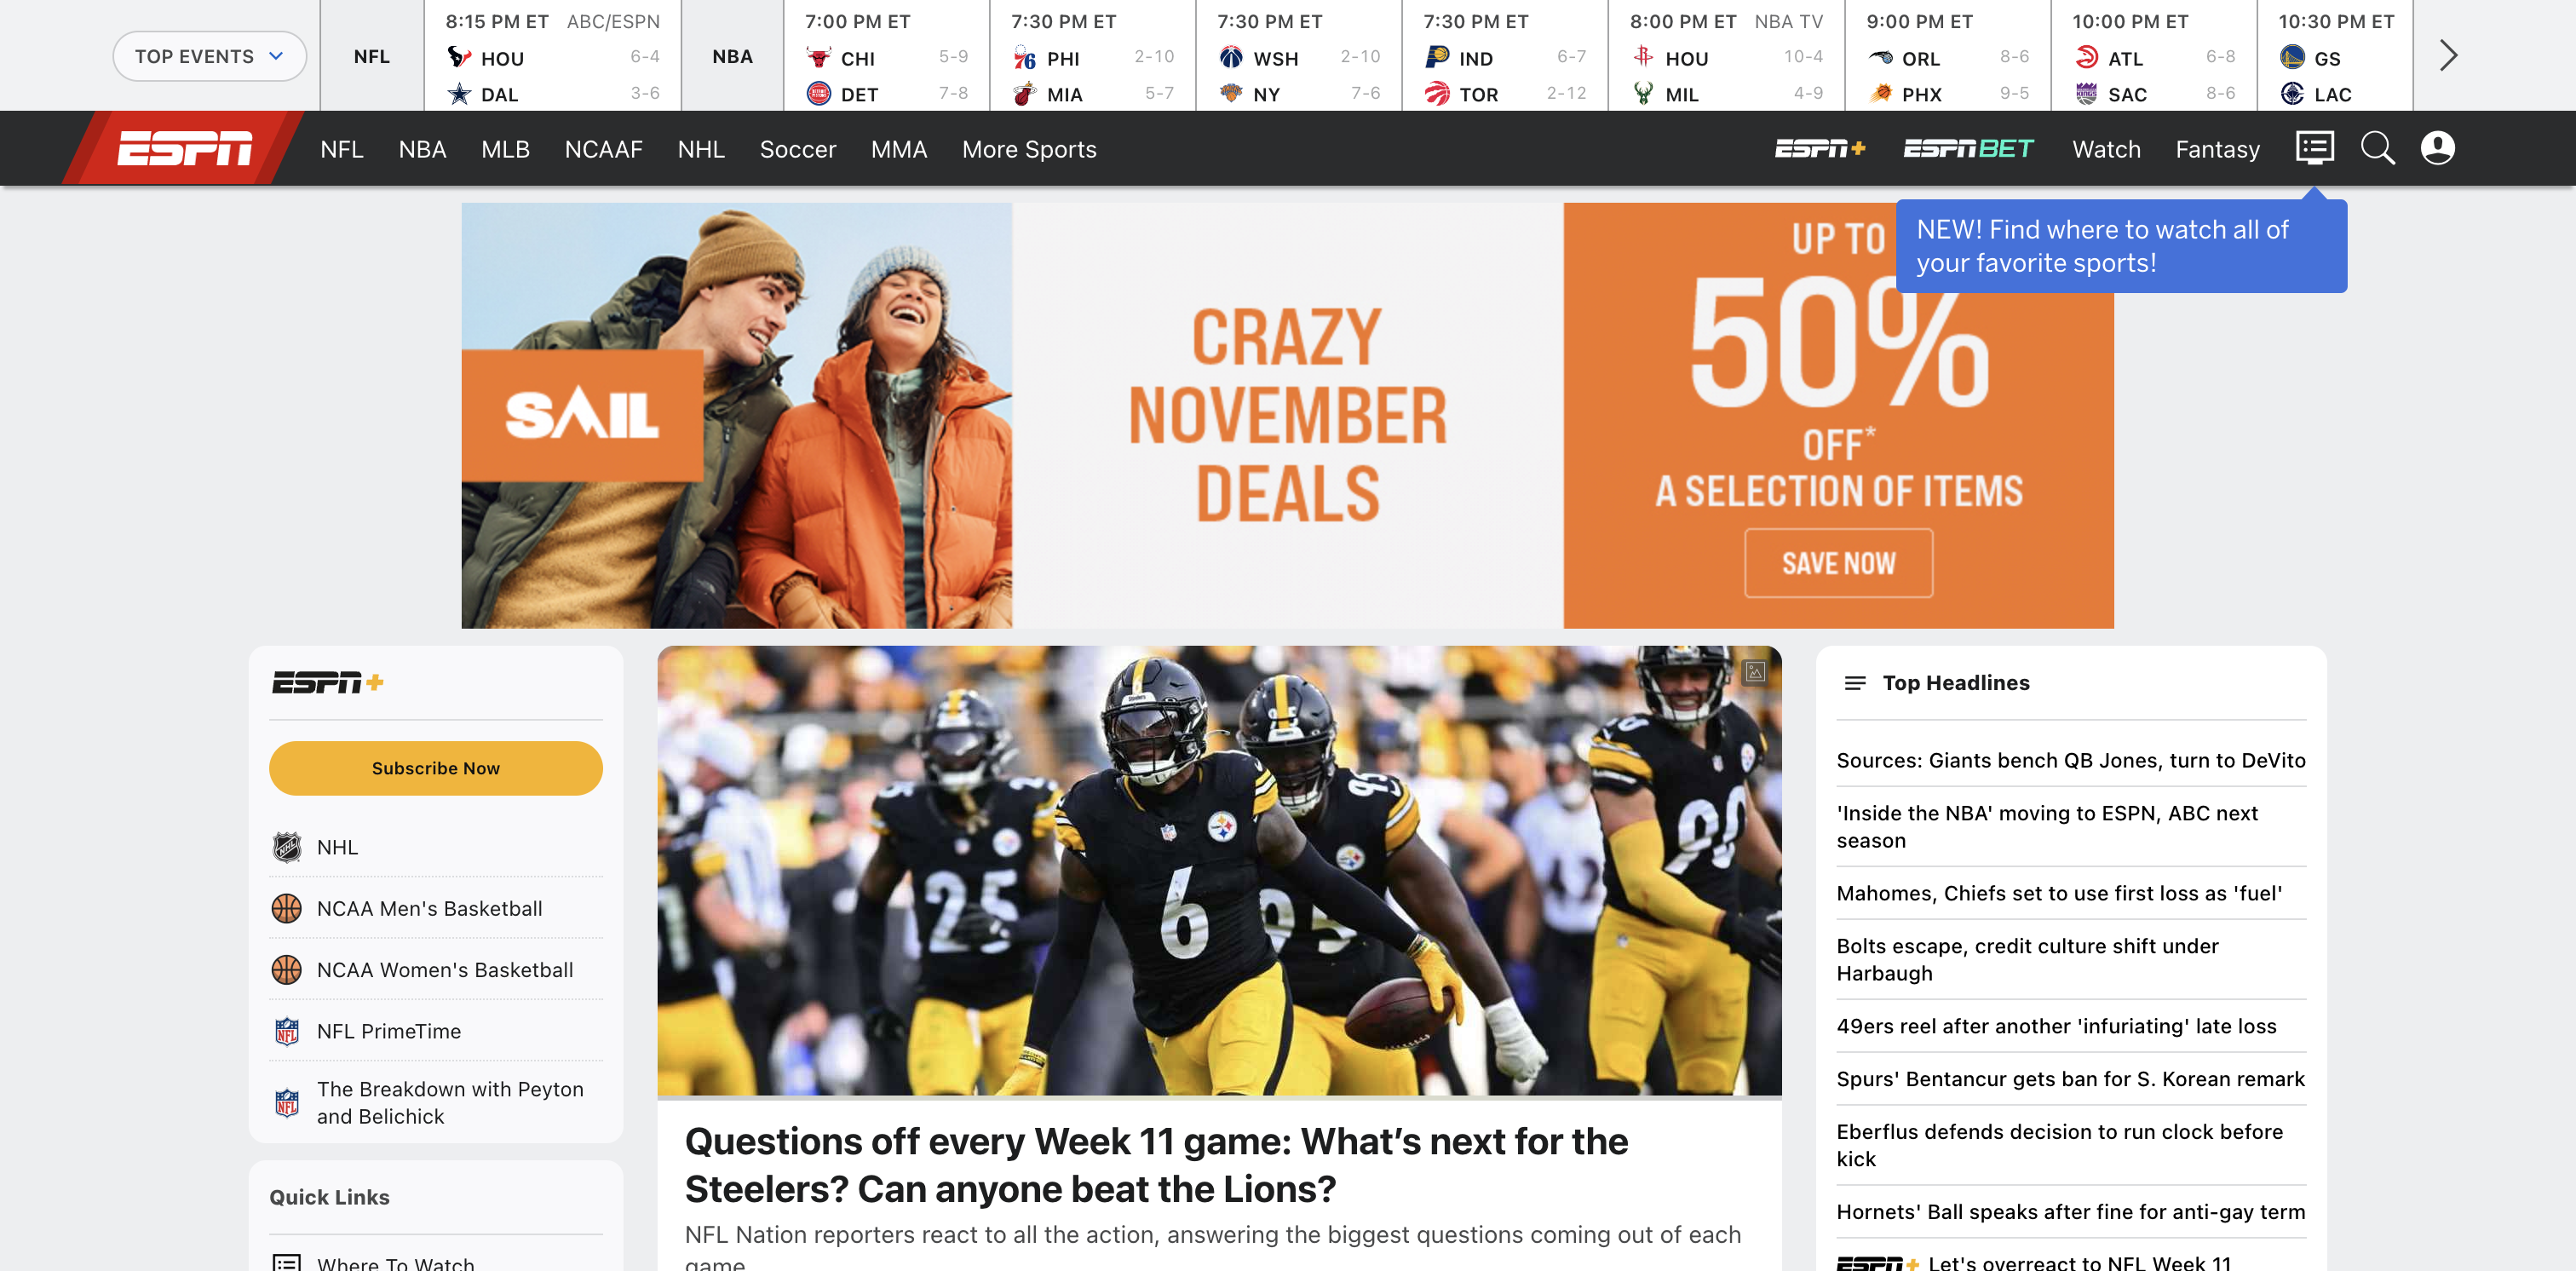 TOP EVENTS
NFL
8:15 PM ET ABC/ESPN
HOU 6-4
DAL 3-6
NBA
7:00 PM ET
CHI 5-9
DET 7-8
7:30 PM ET
PHI 2-10
MIA 5-7
7:30 PM ET
WSH 2-10
NY 7-6
7:30 PM ET
IND 6-7
TOR 2-12
8:00 PM ET NBA TV
HOU 10-4
MIL 4-9
9:00 PM ET
ORL 8-6
PHX 9-5
10:00 PM ET
ATL 6-8
SAC 8-6
10:30 PM ET
GS
LAC
ESPN NFL NBA MLB NCAAF NHL Soccer MMA More Sports ESPN+ ESPN BET Watch Fantasy
NEW! Find where to watch all of
your favorite sports!
SAIL
CRAZY
NOVEMBER
DEALS
UP TO
50%
OFF*
A SELECTION OF ITEMS
SAVE NOW
ESPN+
Subscribe Now
NHL
NCAA Men's Basketball
NCAA Women's Basketball
NFL PrimeTime
The Breakdown with Peyton
and Belichick
Quick Links
Where To Watch
25
6
95
90
Questions off every Week 11 game: What’s next for the
Steelers? Can anyone beat the Lions?
NFL Nation reporters react to all the action, answering the biggest questions coming out of each
game.
Top Headlines
Sources: Giants bench QB Jones, turn to DeVito
'Inside the NBA' moving to ESPN, ABC next
season
Mahomes, Chiefs set to use first loss as 'fuel'
Bolts escape, credit culture shift under
Harbaugh
49ers reel after another 'infuriating' late loss
Spurs' Bentancur gets ban for S. Korean remark
Eberflus defends decision to run clock before
kick
Hornets' Ball speaks after fine for anti-gay term
ESPN+ Let's overreact to NFL Week 11